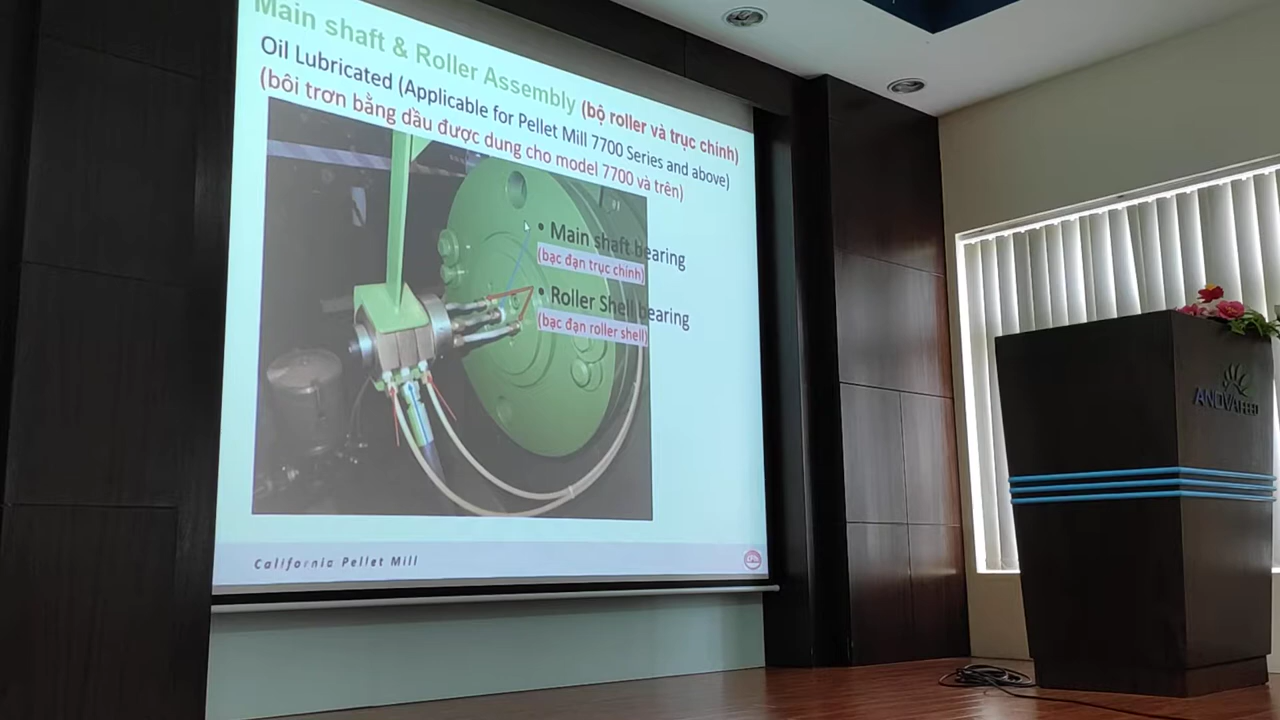 Main shaft & Roller Assembly (bộ roller và trục chính)
Oil Lubricated (Applicable for Pellet Mill 7700 Series and above)
(bôi trơn bằng dầu được dung cho model 7700 và trên)
• Main shaft bearing
(bạc đạn trục chính)
• Roller Shell bearing
(bạc đạn roller shell)
California Pellet Mill
ANOVAFEED